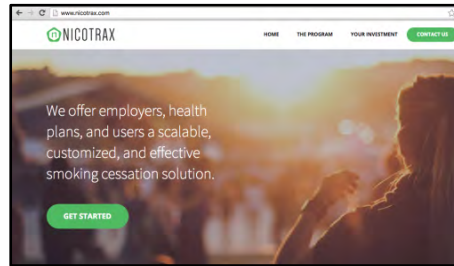 www.nicotrax.com
NICOTRAX
HOME THE PROGRAM YOUR INVESTMENT CONTACT US
We offer employers, health
plans, and users a scalable,
customized, and effective
smoking cessation solution.
GET STARTED